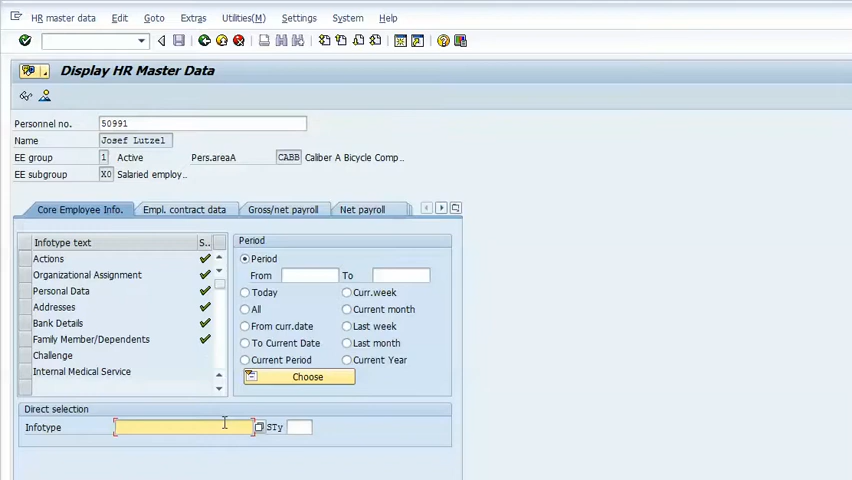 HR master data Edit Goto Extras Utilities(M) Settings System Help
Display HR Master Data
Personnel no. 50991
Name Josef Lutzel
EE group 1 Active Pers.areaA CABB Caliber A Bicycle Comp..
EE subgroup X0 Salaried employ..
Core Employee Info. Empl. contract data Gross/net payroll Net payroll
Infotype text S..
Actions
Organizational Assignment
Personal Data
Addresses
Bank Details
Family Member/Dependents
Challenge
Internal Medical Service
Period
Period
From To
Today Curr.week
All Current month
From curr.date Last week
To Current Date Last month
Current Period Current Year
Choose
Direct selection
Infotype STy